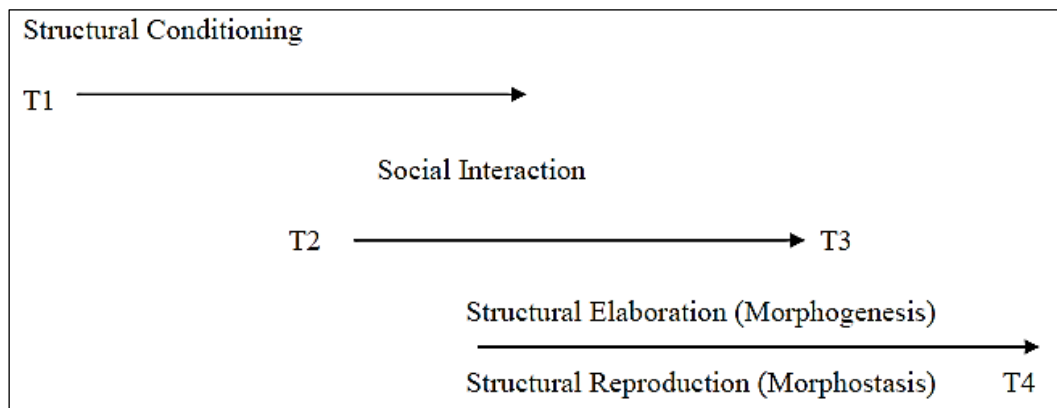 Structural Conditioning
T1
Social Interaction
T2 T3
Structural Elaboration (Morphogenesis)
Structural Reproduction (Morphostasis) T4